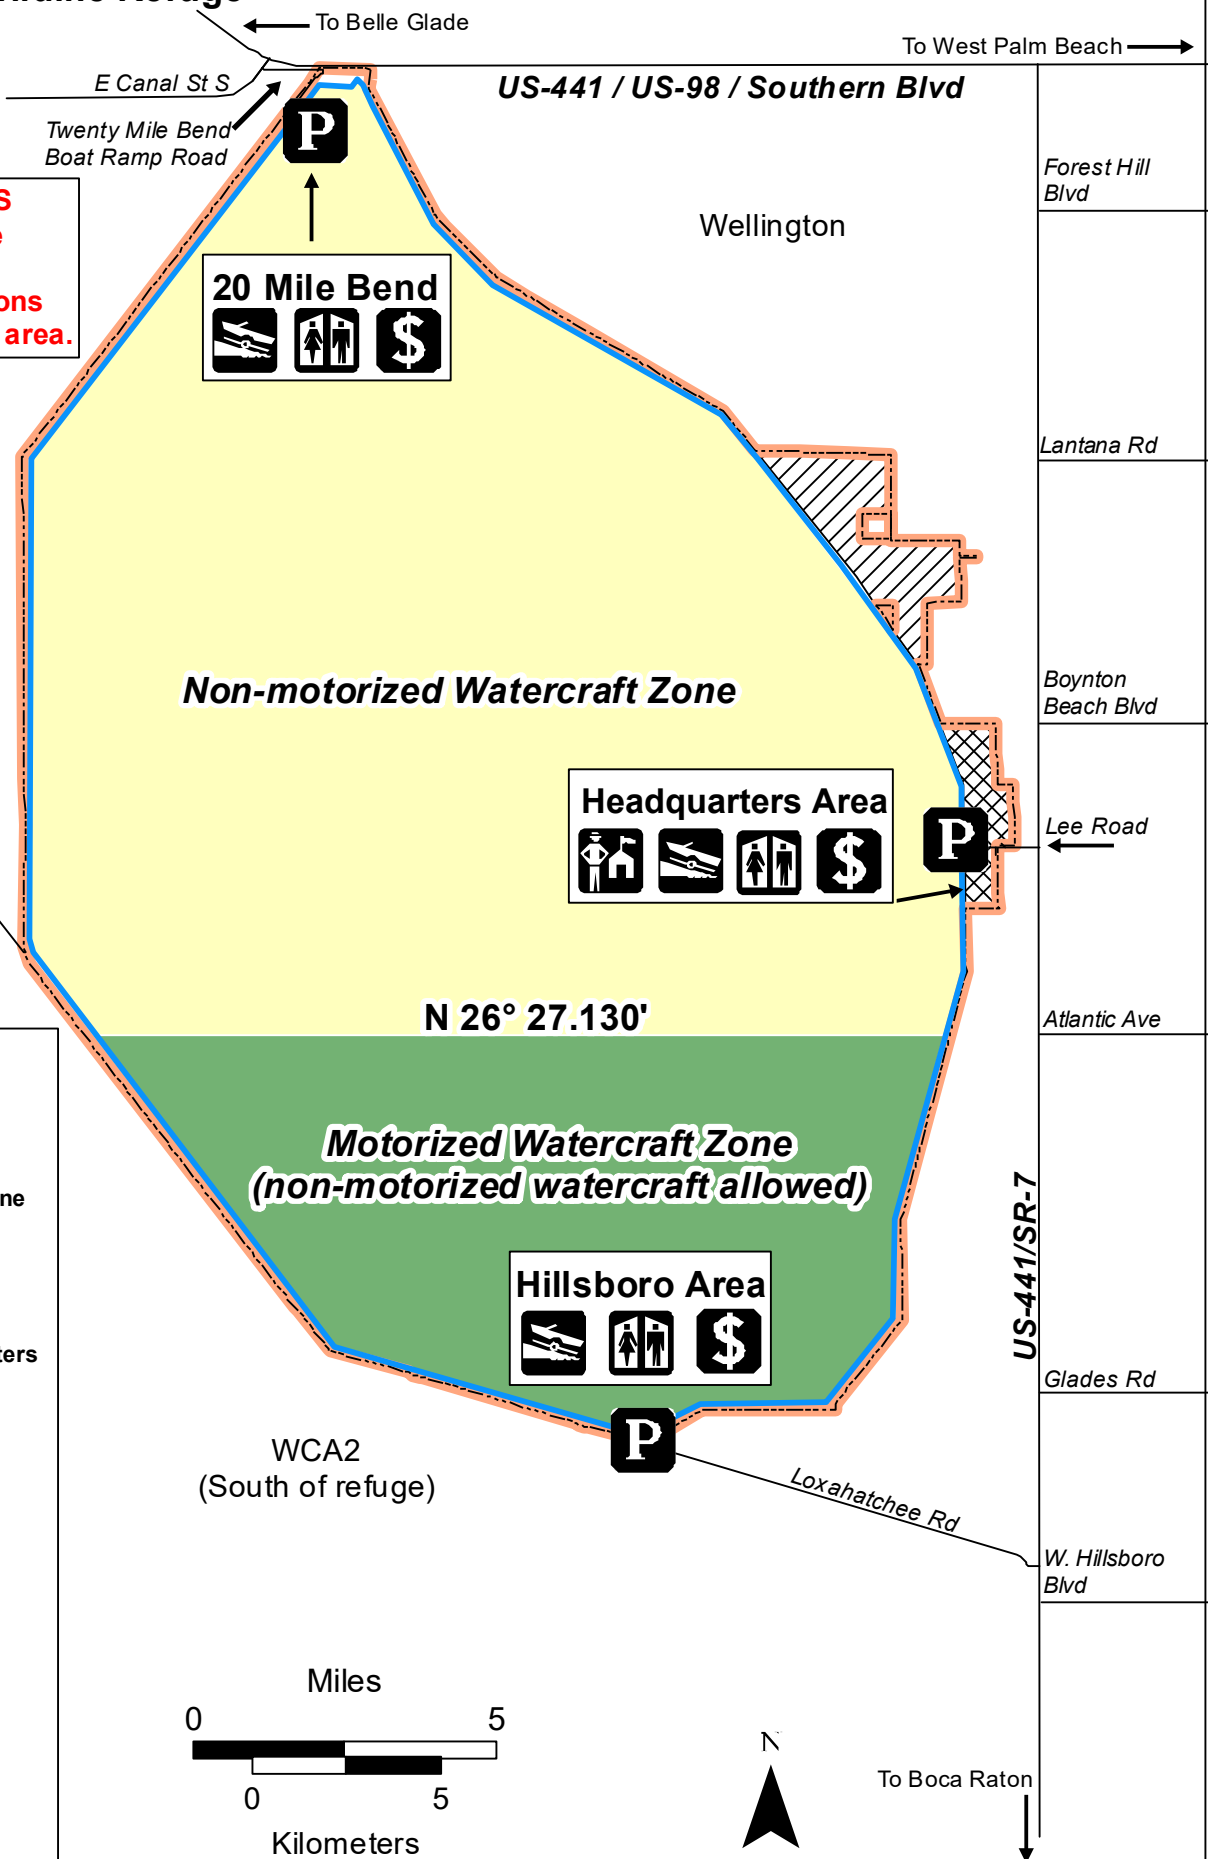 Refuge
To Belle Glade
To West Palm Beach
E Canal St S
US-441 / US-98 / Southern Blvd
Twenty Mile Bend
Boat Ramp Road
P
Forest Hill
Blvd
S
e
ons
area.
Wellington
20 Mile Bend
$
Lantana Rd
Non-motorized Watercraft Zone
Boynton
Beach Blvd
Headquarters Area
$
P
Lee Road
N 26° 27.130'
Atlantic Ave
Motorized Watercraft Zone
(non-motorized watercraft allowed)
ne
US-441/SR-7
Hillsboro Area
$
ters
Glades Rd
P
WCA2
(South of refuge)
Loxahatchee Rd
W. Hillsboro
Blvd
Miles
0 5
0 5
Kilometers
N
To Boca Raton